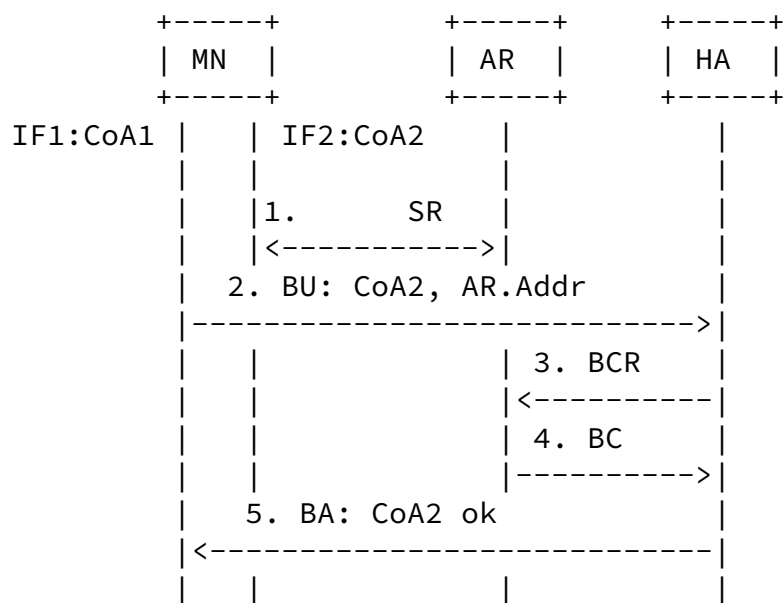 MN AR HA
IF1:CoA1 IF2:CoA2
1. SR
2. BU: CoA2, AR.Addr
3. BCR
4. BC
5. BA: CoA2 ok